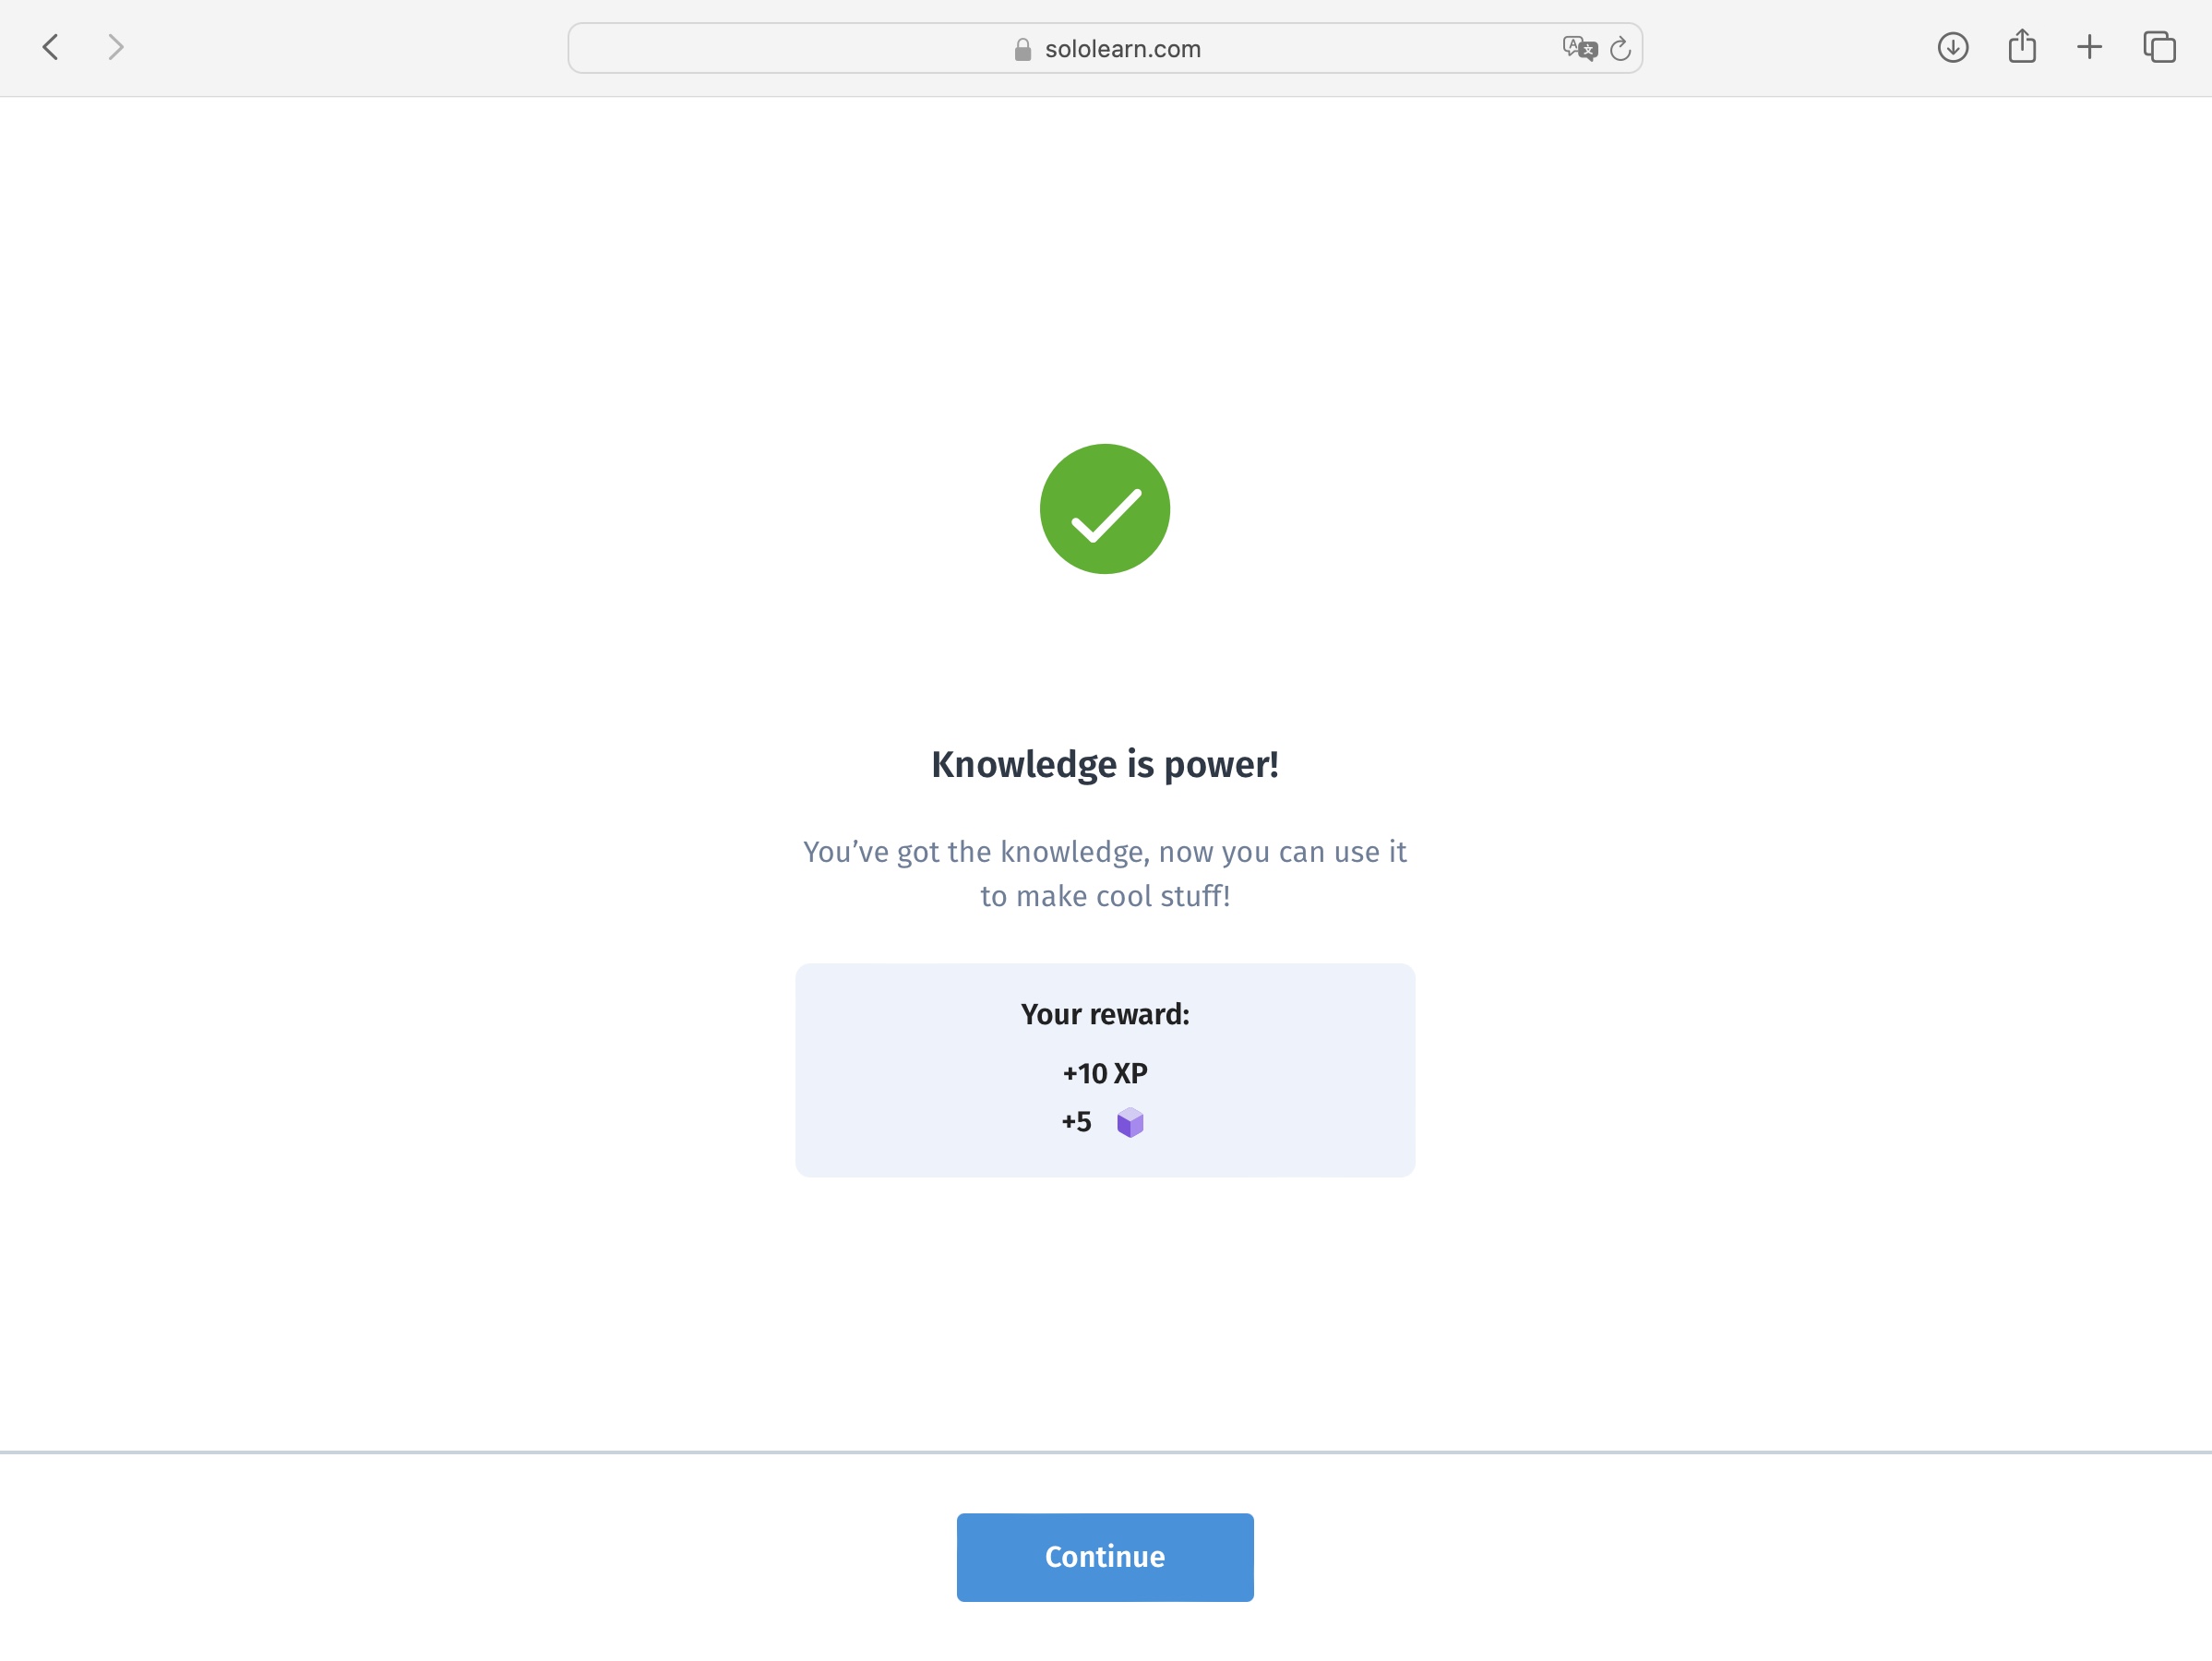 sololearn.com
Knowledge is power!
You’ve got the knowledge, now you can use it
to make cool stuff!
Your reward:
+10 XP
+5
Continue